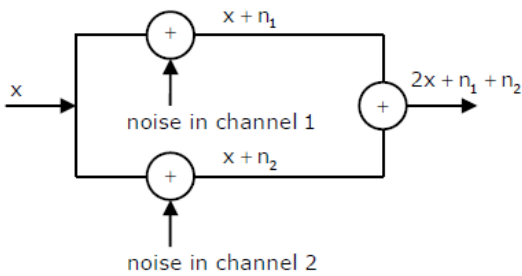 x + n₁
+
x
2x + n₁ + n₂
+
noise in channel 1
x + n₂
+
noise in channel 2